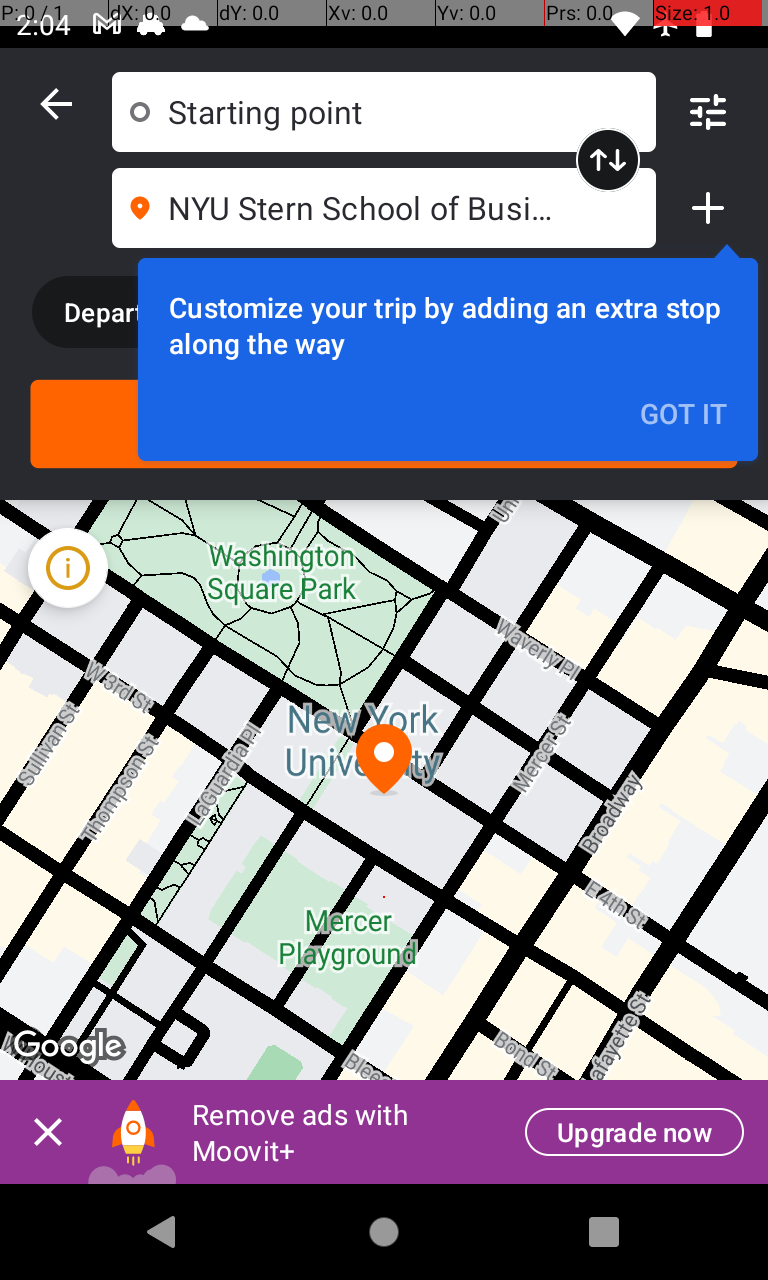 P: 0 / 1 dX: 0.0 dY: 0.0 Xv: 0.0 Yv: 0.0 Prs: 0.0 Size: 1.0
2:04
Starting point
NYU Stern School of Busi…
Depart
Customize your trip by adding an extra stop
along the way
GOT IT
Washington
Square Park
Waverly Pl
W 3rd St
New York
University
Sullivan St
Thompson St
LaGuardia Pl
Mercer St
Broadway
E 4th St
Mercer
Playground
Lafayette St
Bond St
Google
Remove ads with
Moovit+
Upgrade now